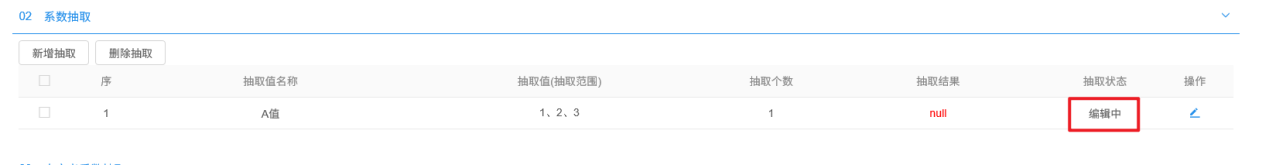 02 系数抽取
新增抽取 删除抽取
序 抽取值名称 抽取值(抽取范围) 抽取个数 抽取结果 抽取状态 操作
1 A值 1、2、3 1 null 编辑中